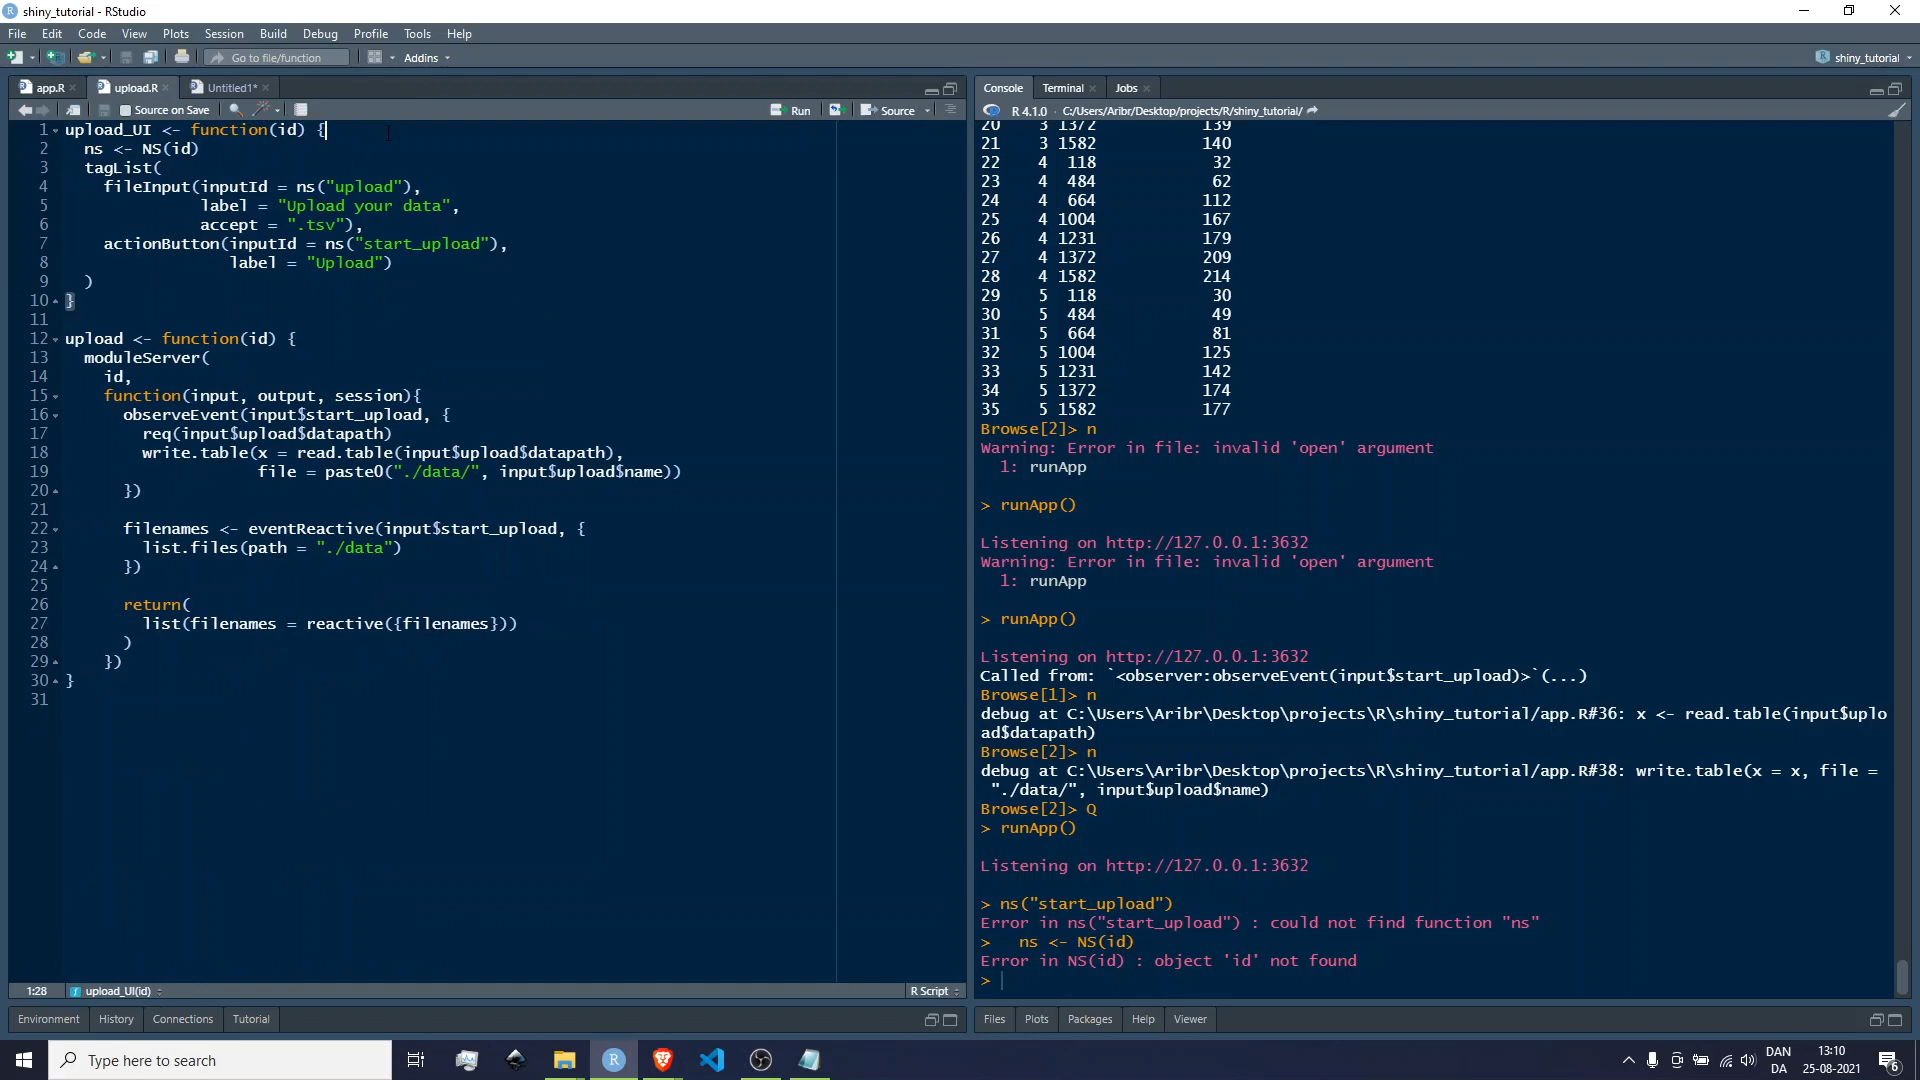 shiny_tutorial - RStudio
File Edit Code View Plots Session Build Debug Profile Tools Help
Go to file/function Addins shiny_tutorial
app.R upload.R Untitled1*
Source on Save Run Source
1 upload_UI <- function(id) {
2 ns <- NS(id)
3 tagList(
4 fileInput(inputId = ns("upload"),
5 label = "Upload your data",
6 accept = ".tsv"),
7 actionButton(inputId = ns("start_upload"),
8 label = "Upload")
9 )
10 }
11
12 upload <- function(id) {
13 moduleServer(
14 id,
15 function(input, output, session){
16 observeEvent(input$start_upload, {
17 req(input$upload$datapath)
18 write.table(x = read.table(input$upload$datapath),
19 file = paste0("./data/", input$upload$name))
20 })
21
22 filenames <- eventReactive(input$start_upload, {
23 list.files(path = "./data")
24 })
25
26 return(
27 list(filenames = reactive({filenames}))
28 )
29 })
30 }
31
1:28 upload_UI(id) R Script
Environment History Connections Tutorial
Console Terminal Jobs
R 4.1.0 C:/Users/Aribr/Desktop/projects/R/shiny_tutorial/
20 3 1372 139
21 3 1582 140
22 4 118 32
23 4 484 62
24 4 664 112
25 4 1004 167
26 4 1231 179
27 4 1372 209
28 4 1582 214
29 5 118 30
30 5 484 49
31 5 664 81
32 5 1004 125
33 5 1231 142
34 5 1372 174
35 5 1582 177
Browse[2]> n
Warning: Error in file: invalid 'open' argument
1: runApp
> runApp()
Listening on http://127.0.0.1:3632
Warning: Error in file: invalid 'open' argument
1: runApp
> runApp()
Listening on http://127.0.0.1:3632
Called from: `<observer:observeEvent(input$start_upload)>`(...)
Browse[1]> n
debug at C:\Users\Aribr\Desktop\projects\R\shiny_tutorial/app.R#36: x <- read.table(input$uplo
ad$datapath)
Browse[2]> n
debug at C:\Users\Aribr\Desktop\projects\R\shiny_tutorial/app.R#38: write.table(x = x, file =
"./data/", input$upload$name)
Browse[2]> Q
> runApp()
Listening on http://127.0.0.1:3632
> ns("start_upload")
Error in ns("start_upload") : could not find function "ns"
> ns <- NS(id)
Error in NS(id) : object 'id' not found
>
Files Plots Packages Help Viewer
Type here to search
DAN
DA
13:10
25-08-2021
6